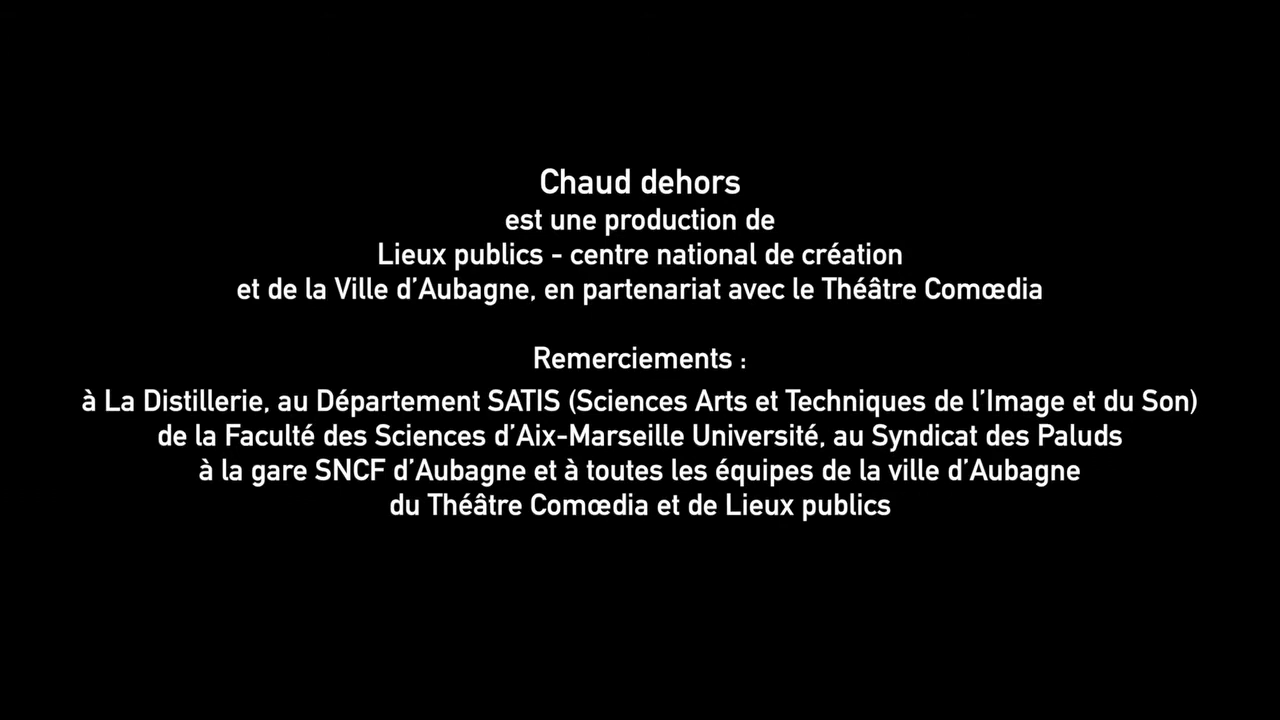 Chaud dehors
est une production de
Lieux publics - centre national de création
et de la Ville d’Aubagne, en partenariat avec le Théâtre Comœdia
Remerciements :
à La Distillerie, au Département SATIS (Sciences Arts et Techniques de l’Image et du Son)
de la Faculté des Sciences d’Aix-Marseille Université, au Syndicat des Paluds
à la gare SNCF d’Aubagne et à toutes les équipes de la ville d’Aubagne
du Théâtre Comœdia et de Lieux publics